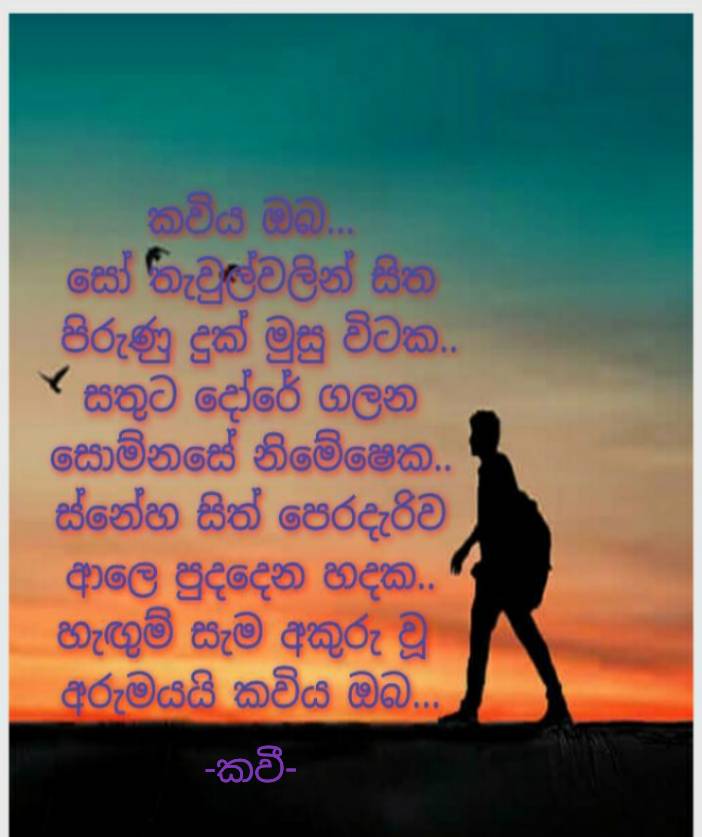 කවිය ඔබ...
සෝ තැවුල්වලින් සිත
පිරුණු දුක් මුසු විටක..
සතුට දෝරේ ගලන
සොම්නසේ නිමේෂෙක..
ස්නේහ සිත් පෙරදැරිව
ආලෙ පුදදෙන හදක..
හැඟුම් සැම අකුරු වූ
අරුමයයි කවිය ඔබ...
-කවී-